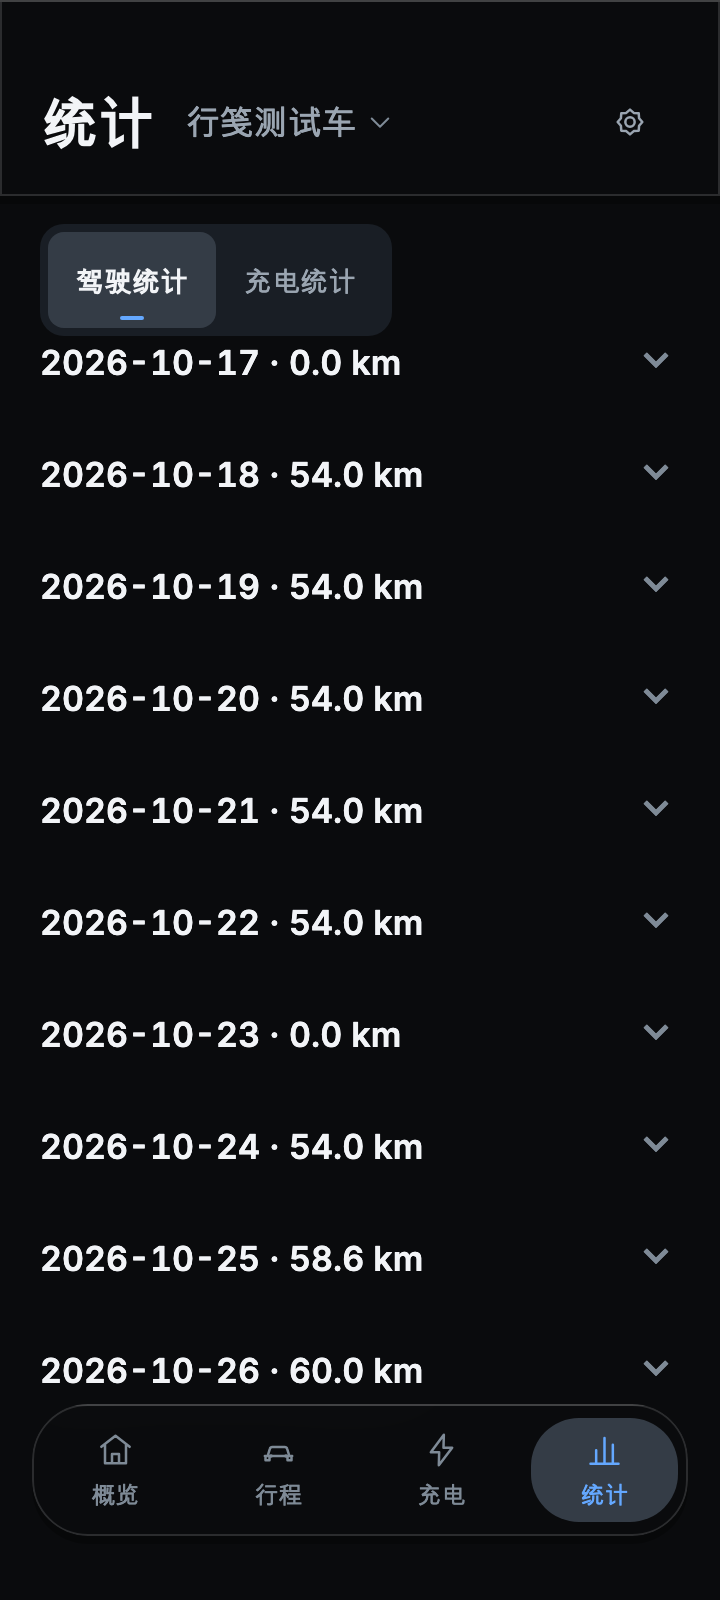 统计 行笺测试车
驾驶统计 充电统计
2026-10-17 · 0.0 km
2026-10-18 · 54.0 km
2026-10-19 · 54.0 km
2026-10-20 · 54.0 km
2026-10-21 · 54.0 km
2026-10-22 · 54.0 km
2026-10-23 · 0.0 km
2026-10-24 · 54.0 km
2026-10-25 · 58.6 km
2026-10-26 · 60.0 km
概览 行程 充电 统计